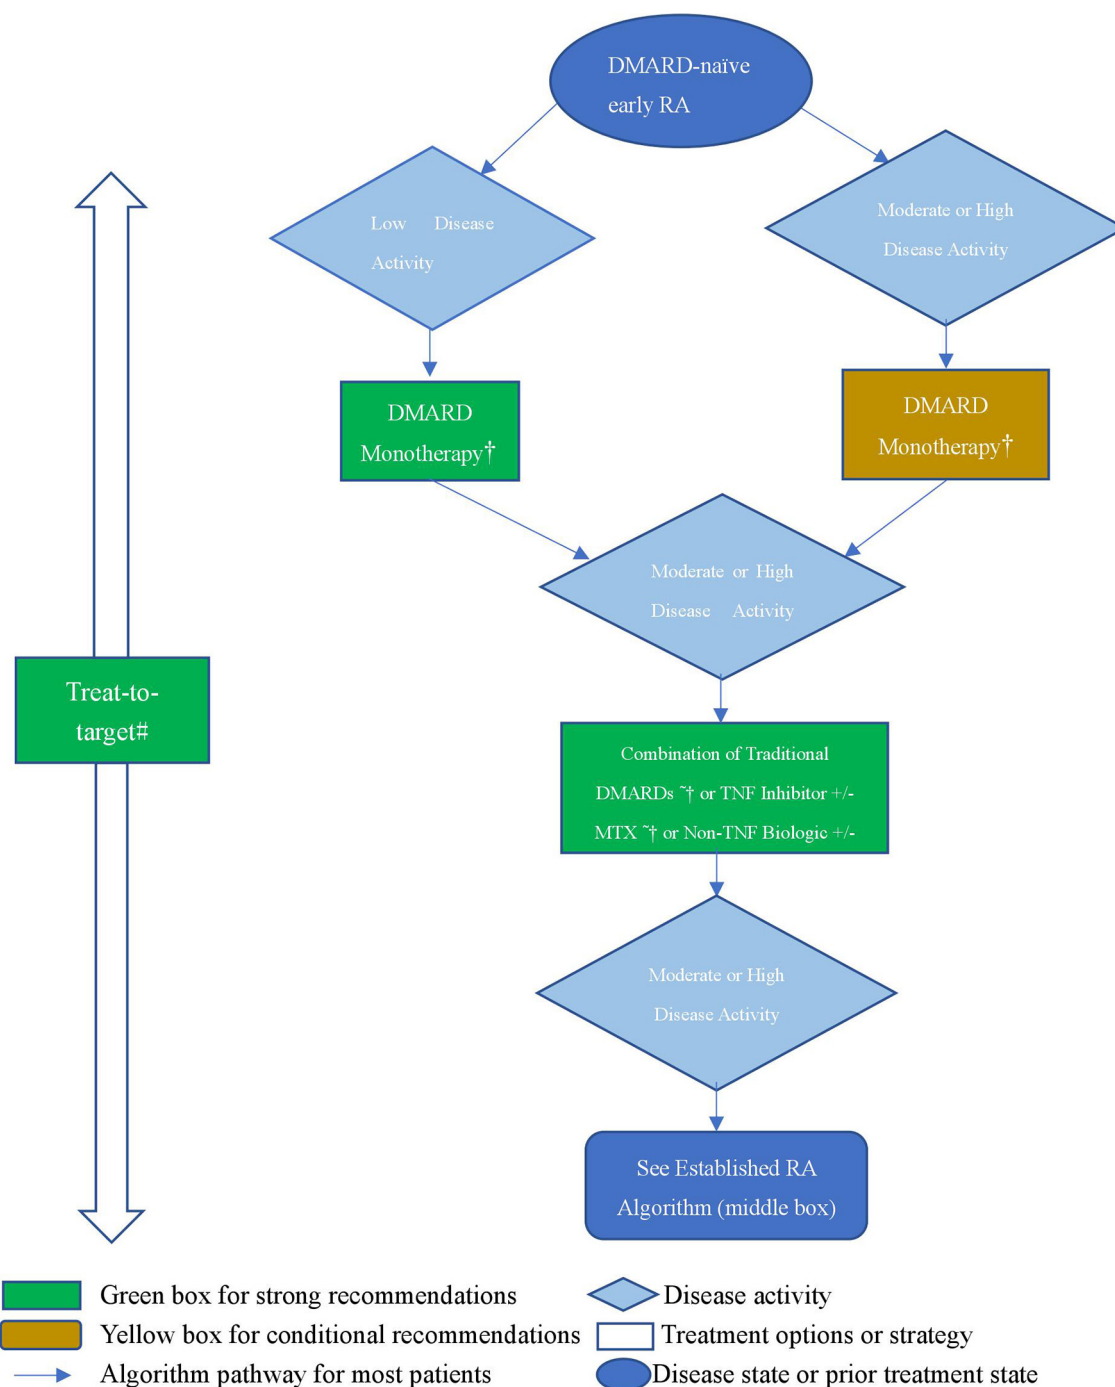 DMARD-naïve
early RA
Low Disease
Activity
Moderate or High
Disease Activity
DMARD
Monotherapy†
DMARD
Monotherapy†
Moderate or High
Disease Activity
Treat-to-
target#
Combination of Traditional
DMARDs ˜† or TNF Inhibitor +/-
MTX ˜† or Non-TNF Biologic +/-
Moderate or High
Disease Activity
See Established RA
Algorithm (middle box)
Green box for strong recommendations
Disease activity
Yellow box for conditional recommendations
Treatment options or strategy
Algorithm pathway for most patients
Disease state or prior treatment state